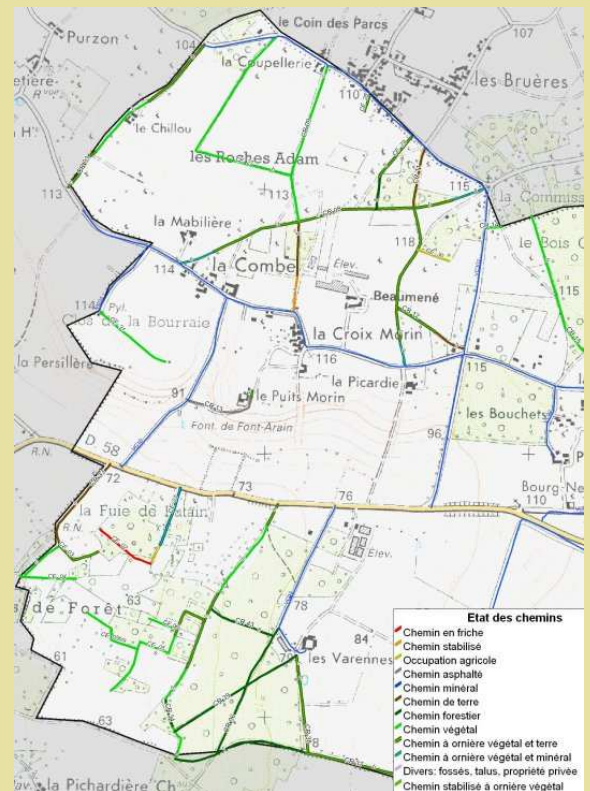 le Coin des Parcs
Purzon
104
107
la Coupellerie
les Bruères
110
le Chillou
les Roches Adam
113
115
113
la Commiss
la Mabilière
118
le Bois
114
la Combe
Elev.
115
114
Pyl.
Beaumené
Clos de la Bourraie
la Croix Morin
115
la Persillère
116
la Picardie
91
le Puits Morin
les Bouchets
Font. de Font-Arain
96
R.N.
D 58
72
73
76
110
Bourg-Ne
la Fuie de Estain
R.N.
Elev.
63
78
de Forêt
61
79
84
les Varennes
63
la Pichardière
Etat des chemins
Chemin en friche
Chemin stabilisé
Occupation agricole
Chemin asphalté
Chemin minéral
Chemin de terre
Chemin forestier
Chemin végétal
Chemin à ornière végétal et terre
Chemin à ornière végétal et minéral
Divers: fossés, talus, propriété privée
Chemin stabilisé à ornière végétal